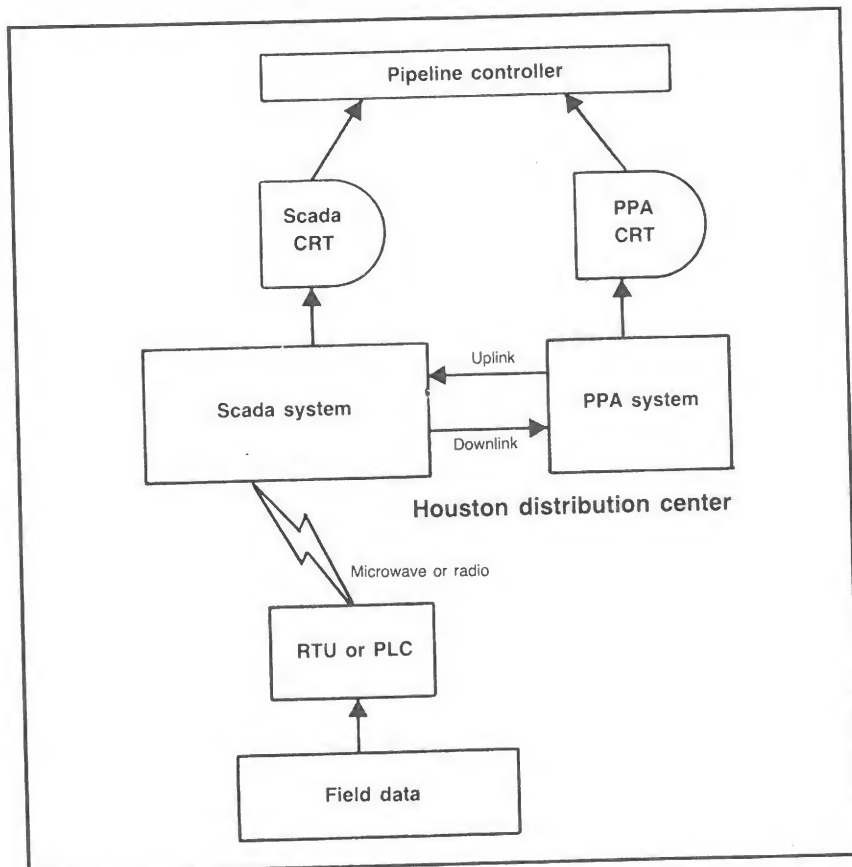 Pipeline controller
Scada
CRT
PPA
CRT
Uplink
Scada system
PPA system
Downlink
Houston distribution center
Microwave or radio
RTU or PLC
Field data